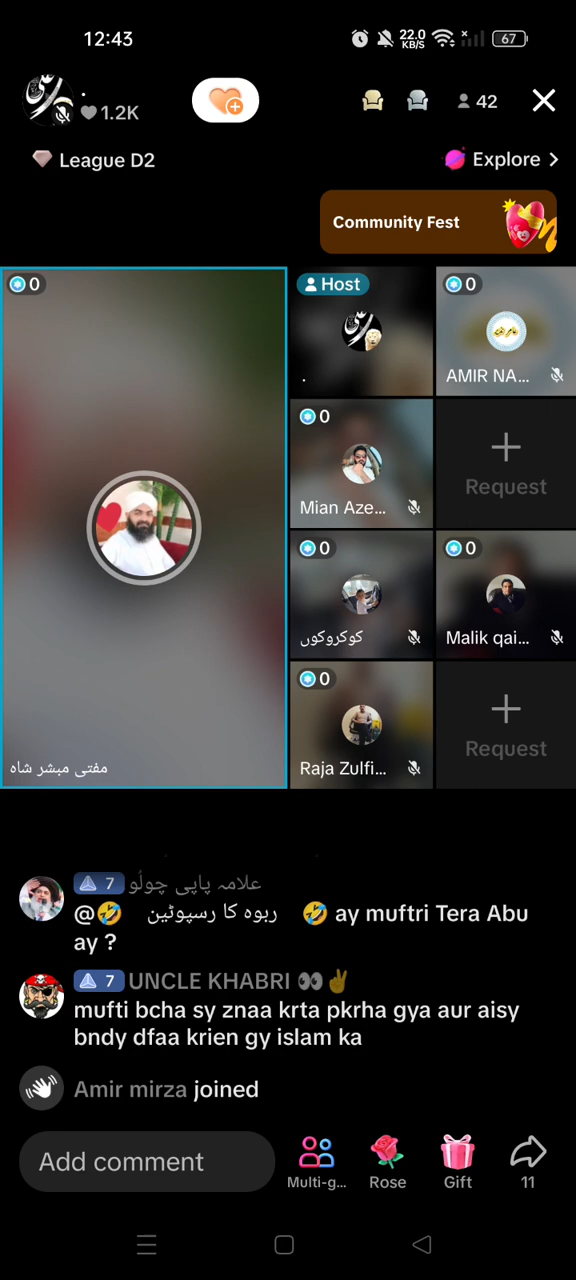 12:43
22.0
KB/S
67
.
1.2K
42
League D2
Explore
Community Fest
0
Host
0
.
AMIR NA...
0
Mian Aze...
Request
0
0
کوکروکوں
Malik qai...
0
Raja Zulfi...
Request
مفتی مبشر شاہ
7 علامہ پاپی چولُو
@🤣 ربوہ کا رسپوٹین 🤣 ay muftri Tera Abu
ay ?
7 UNCLE KHABRI 👀✌
mufti bcha sy znaa krta pkrha gya aur aisy
bndy dfaa krien gy islam ka
Amir mirza joined
Add comment
Multi-g...
Rose
Gift
11